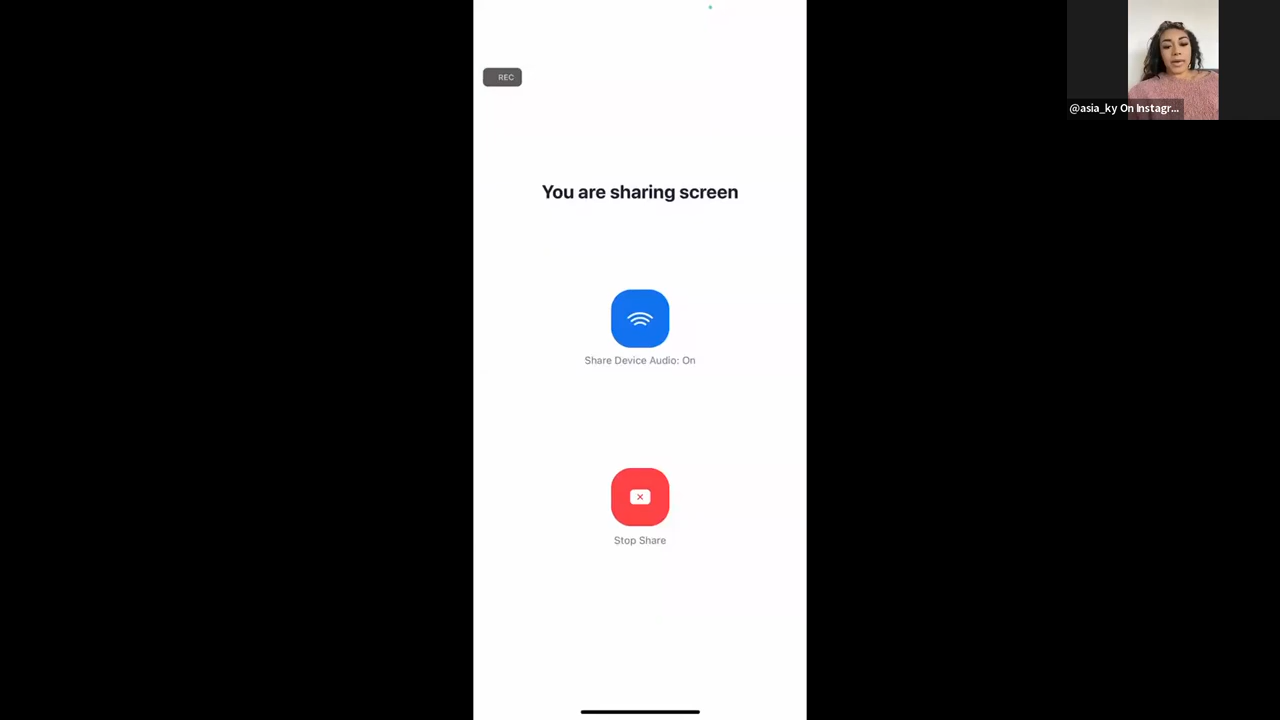 REC
You are sharing screen
Share Device Audio: On
Stop Share
@asia_ky On Instagr...